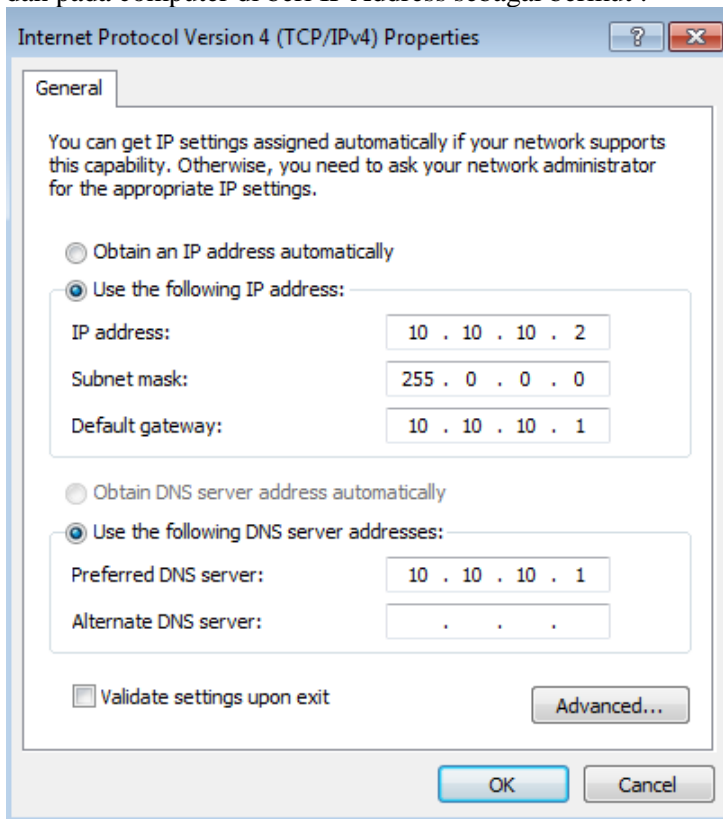 dan pada computer di beri IP Address sebagai berikut :
Internet Protocol Version 4 (TCP/IPv4) Properties
General
You can get IP settings assigned automatically if your network supports
this capability. Otherwise, you need to ask your network administrator
for the appropriate IP settings.
Obtain an IP address automatically
Use the following IP address:
IP address: 10 . 10 . 10 . 2
Subnet mask: 255 . 0 . 0 . 0
Default gateway: 10 . 10 . 10 . 1
Obtain DNS server address automatically
Use the following DNS server addresses:
Preferred DNS server: 10 . 10 . 10 . 1
Alternate DNS server: . . .
Validate settings upon exit
Advanced...
OK Cancel